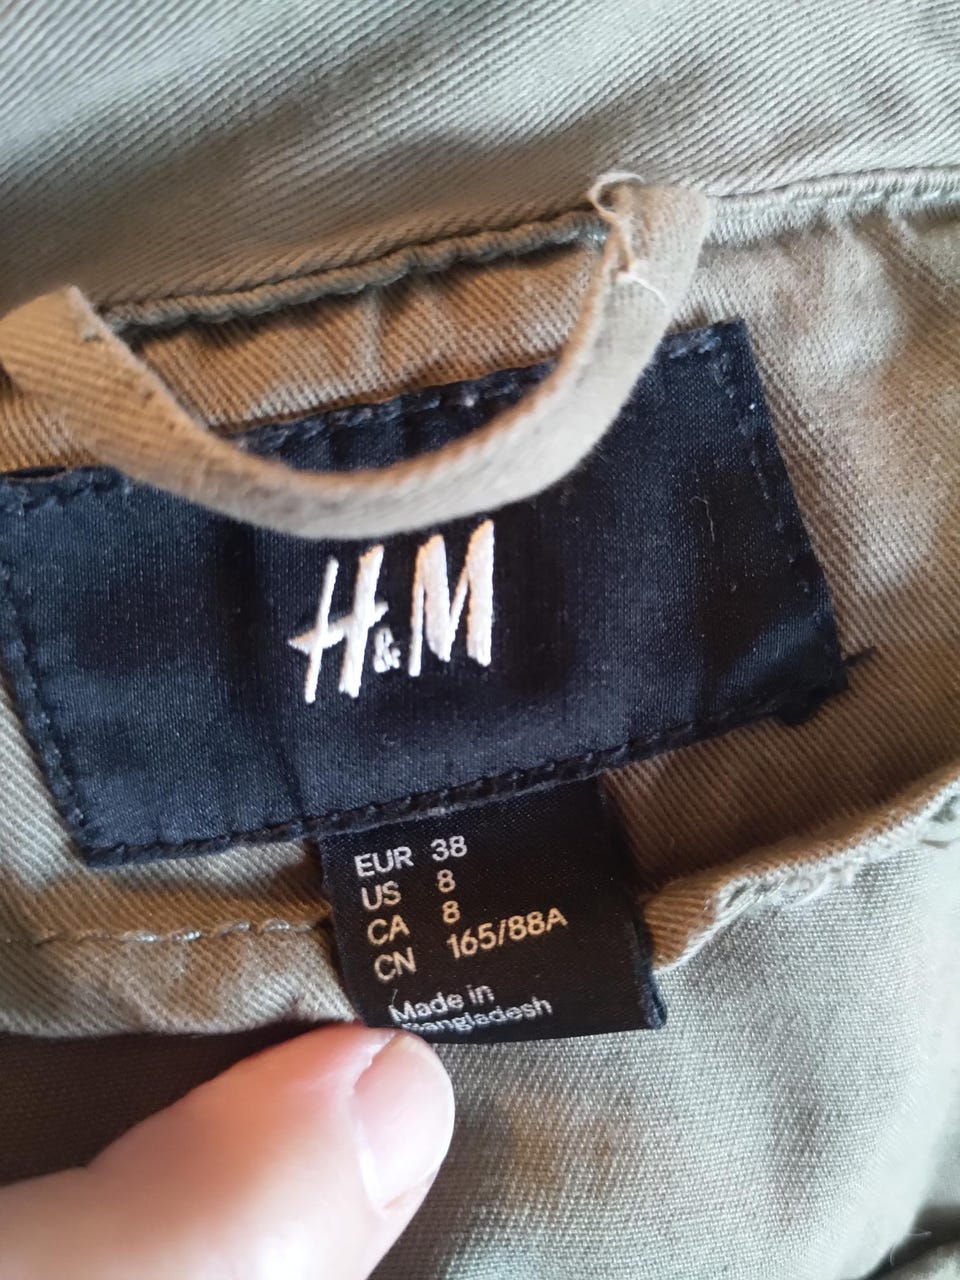 H&M
EUR 38
US 8
CA 8
CN 165/88A
Made in
Bangladesh